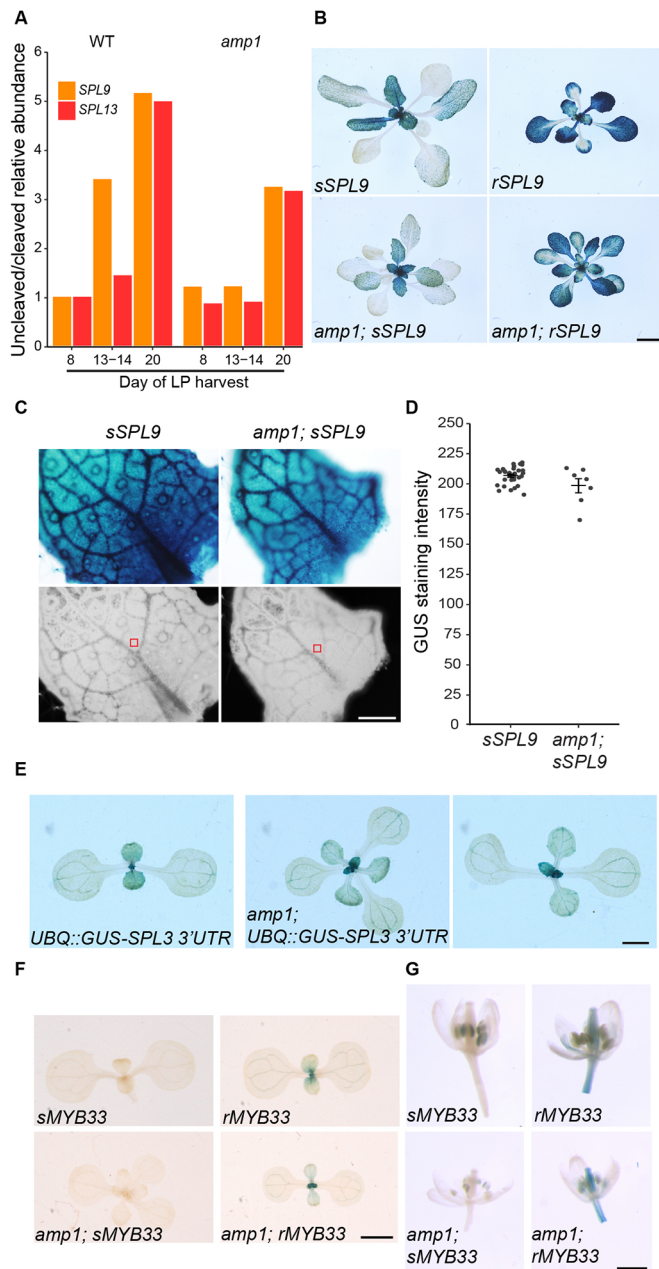 A
WT
amp1
Uncleaved/cleaved relative abundance
6
5
3
2
1
0
SPL9
SPL13
8
13–14
20
8
13–14
20
Day of LP harvest
B
sSPL9
rSPL9
amp1; sSPL9
amp1; rSPL9
C
sSPL9
amp1; sSPL9
D
GUS staining intensity
250
225
200
175
150
125
100
75
50
25
0
sSPL9
amp1;
sSPL9
E
UBQ::GUS-SPL3 3’UTR
amp1;
UBQ::GUS-SPL3 3’UTR
F
sMYB33
rMYB33
amp1; sMYB33
amp1; rMYB33
G
sMYB33
rMYB33
amp1;
sMYB33
amp1;
rMYB33